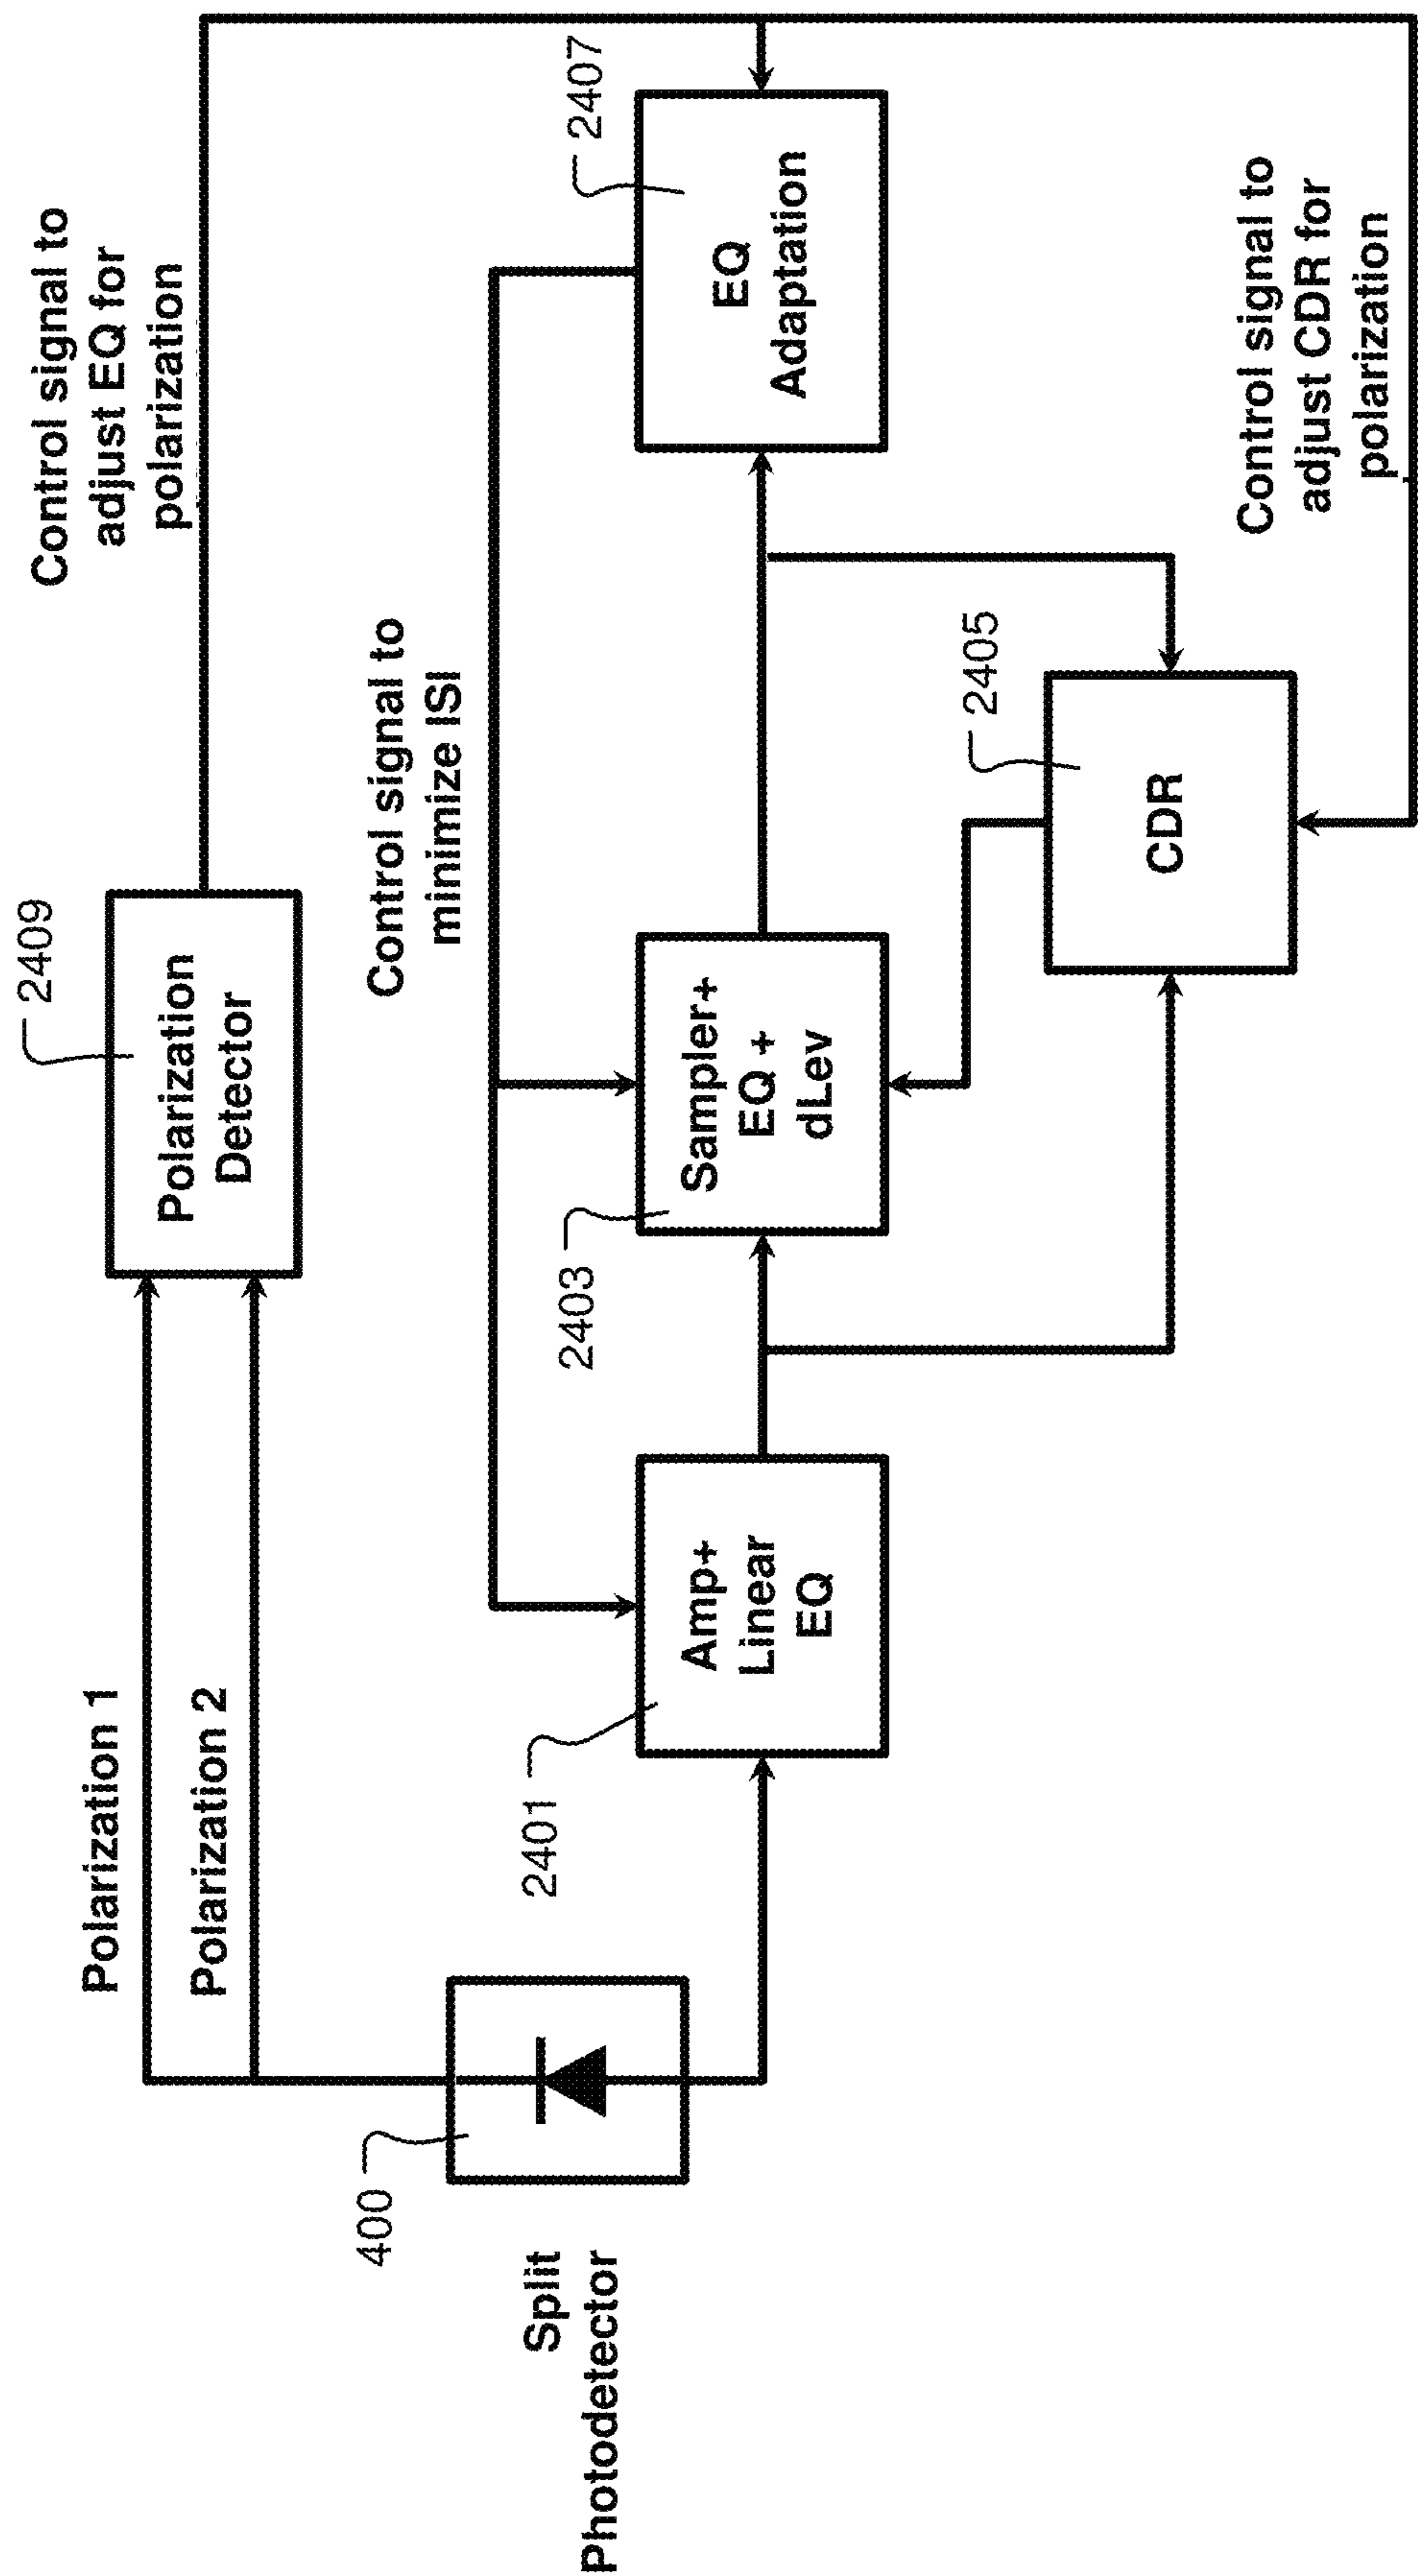 Control signal to
adjust EQ for
polarization
2409
Polarization
Detector
Polarization 1
Polarization 2
Control signal to
minimize ISI
2407
EQ
Adaptation
400
Split
Photodetector
2401
Amp+
Linear
EQ
2403
Sampler+
EQ +
dLev
2405
CDR
Control signal to
adjust CDR for
polarization